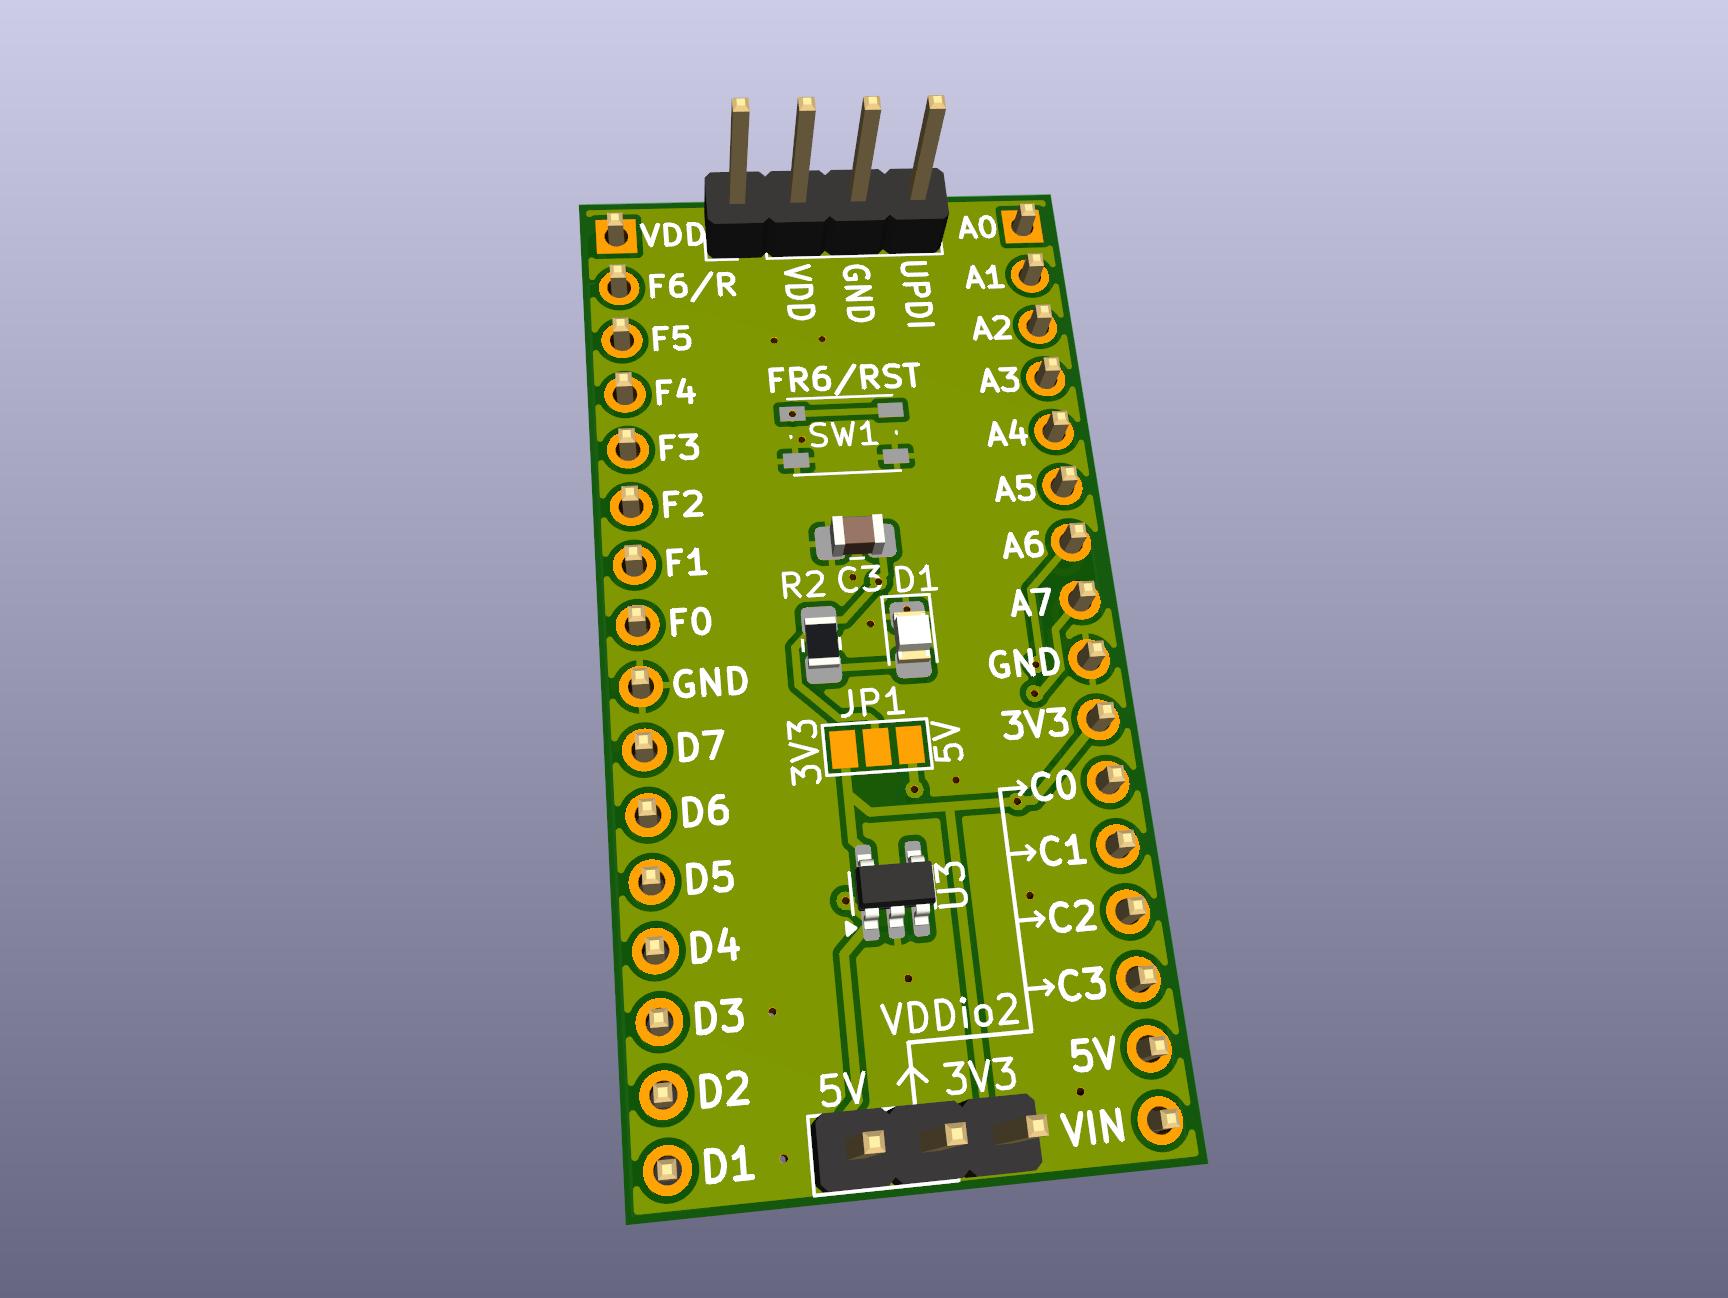 VDD
F6/R
F5
F4
F3
F2
F1
F0
GND
D7
D6
D5
D4
D3
D2
D1
VDD
GND
UPDI
FR6/RST
SW1
R2
C3
D1
JP1
3V3
5V
U3
VDDio2
5V
3V3
A0
A1
A2
A3
A4
A5
A6
A7
GND
3V3
C0
C1
C2
C3
5V
VIN